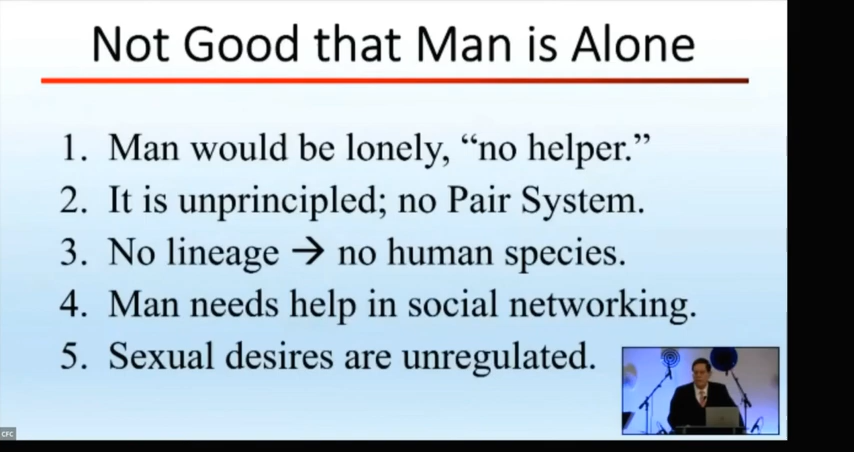 Not Good that Man is Alone
1. Man would be lonely, “no helper.”
2. It is unprincipled; no Pair System.
3. No lineage → no human species.
4. Man needs help in social networking.
5. Sexual desires are unregulated.
CFC